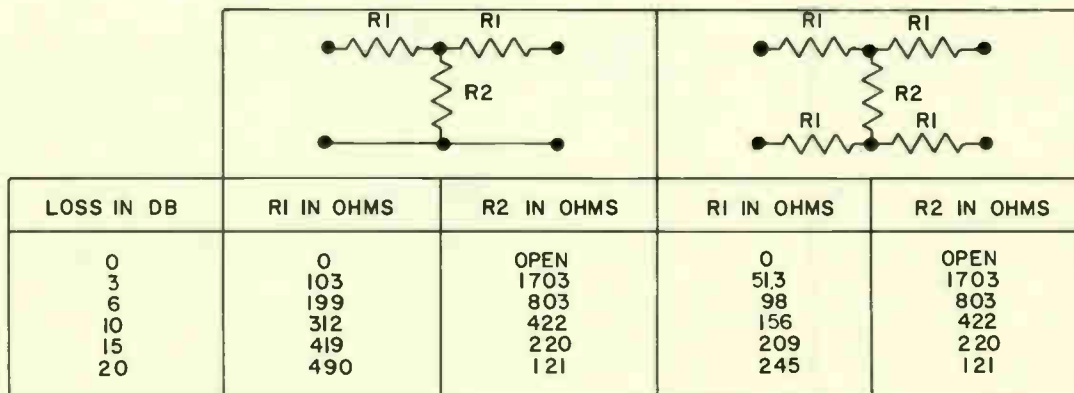 R1 R1
R2
R1 R1
R2
R1 R1
LOSS IN DB R1 IN OHMS R2 IN OHMS R1 IN OHMS R2 IN OHMS
0 0 OPEN 0 OPEN
3 103 1703 51.3 1703
6 199 803 98 803
10 312 422 156 422
15 419 220 209 220
20 490 121 245 121